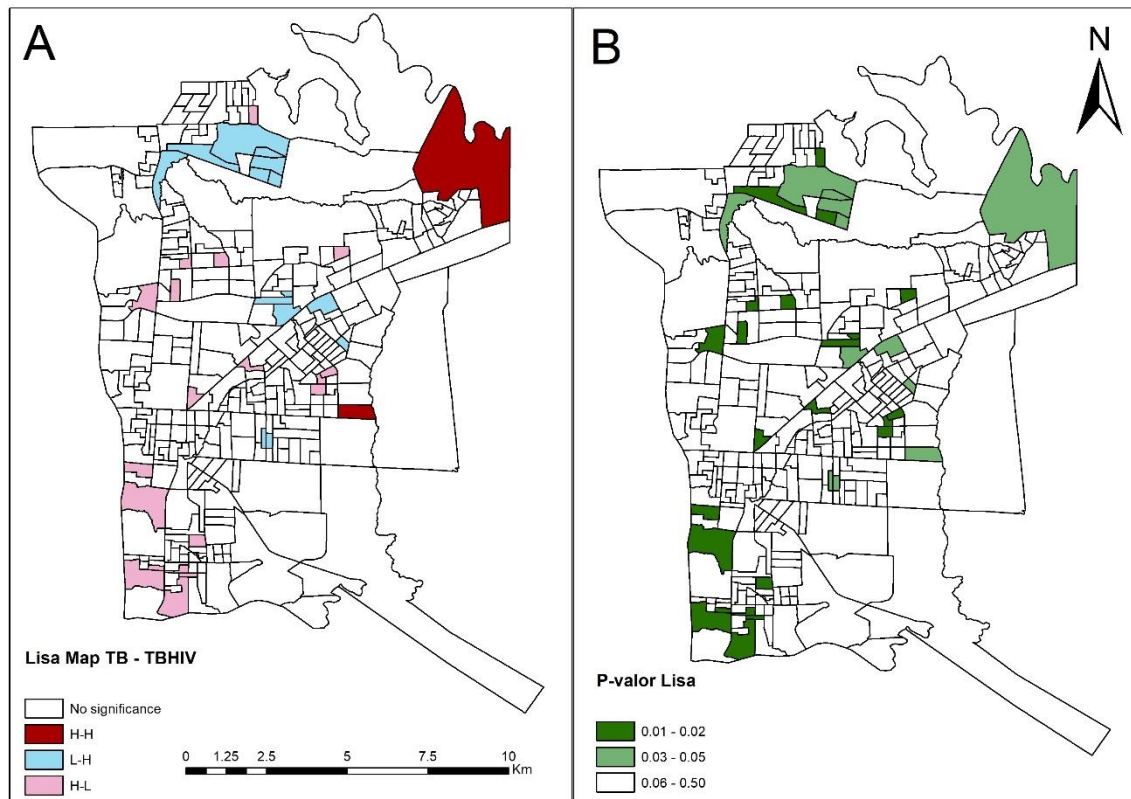 A
Lisa Map TB - TBHIV
No significance
H-H
L-H
H-L
0 1.25 2.5 5 7.5 10
Km
B
N
P-valor Lisa
0.01 - 0.02
0.03 - 0.05
0.06 - 0.50